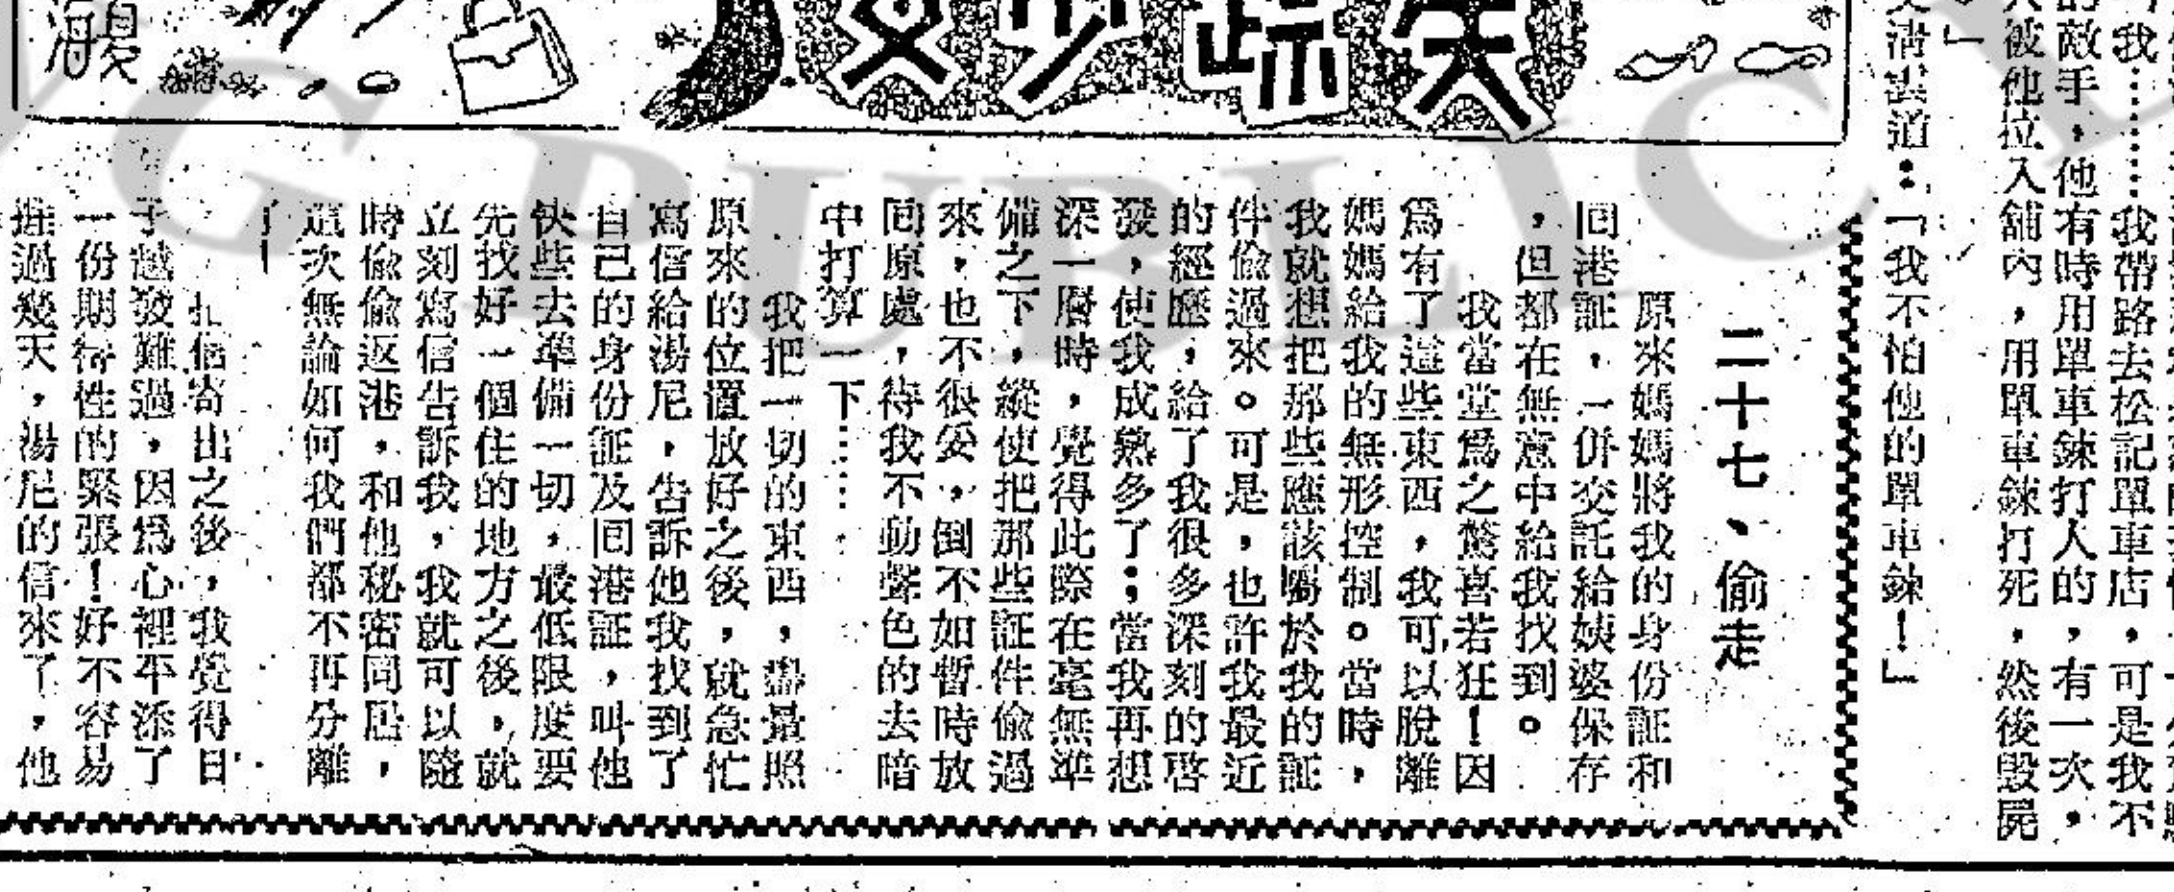 我……我帶路去松記單車店，可是我不
的敵手，他有時用單車鍊打人的，有一次，
人被他拉入舖內，用單車鍊打死，然後毀屍
」
清雲道：「我不怕他的單車鍊！」
失踪少女
海
二十七、偷走
原來媽媽將我的身份証和
囘港証，一併交託給姨婆保存
，但都在無意中給我找到。
我當堂爲之驚喜若狂！因
爲有了這些東西，我可以脫離
媽媽給我的無形控制。當時，
我就想把那些應該屬於我的証
件偷過來。可是，也許我最近
的經歷，給了我很多深刻的啓
發，使我成熟多了；當我再想
深一層時，覺得此際在毫無準
備之下，縱使把那些証件偷過
來，也不很妥，倒不如暫時放
囘原處，待我不動聲色的去暗
中打算一下……
我把一切的東西，盡量照
原來的位置放好之後，就急忙
寫信給湯尼，告訴他我找到了
自己的身份証及囘港証，叫他
快些去準備一切，最低限度要
先找好一個住的地方之後，就
立刻寫信告訴我，我就可以隨
時偷偷返港，和他秘密同居，
這次無論如何我們都不再分離
了！
信寄出之後，我覺得日
子越發難過，因爲心裡平添了
一份期待性的緊張！好不容易
捱過幾天，湯尼的信來了，他
PUBLIC